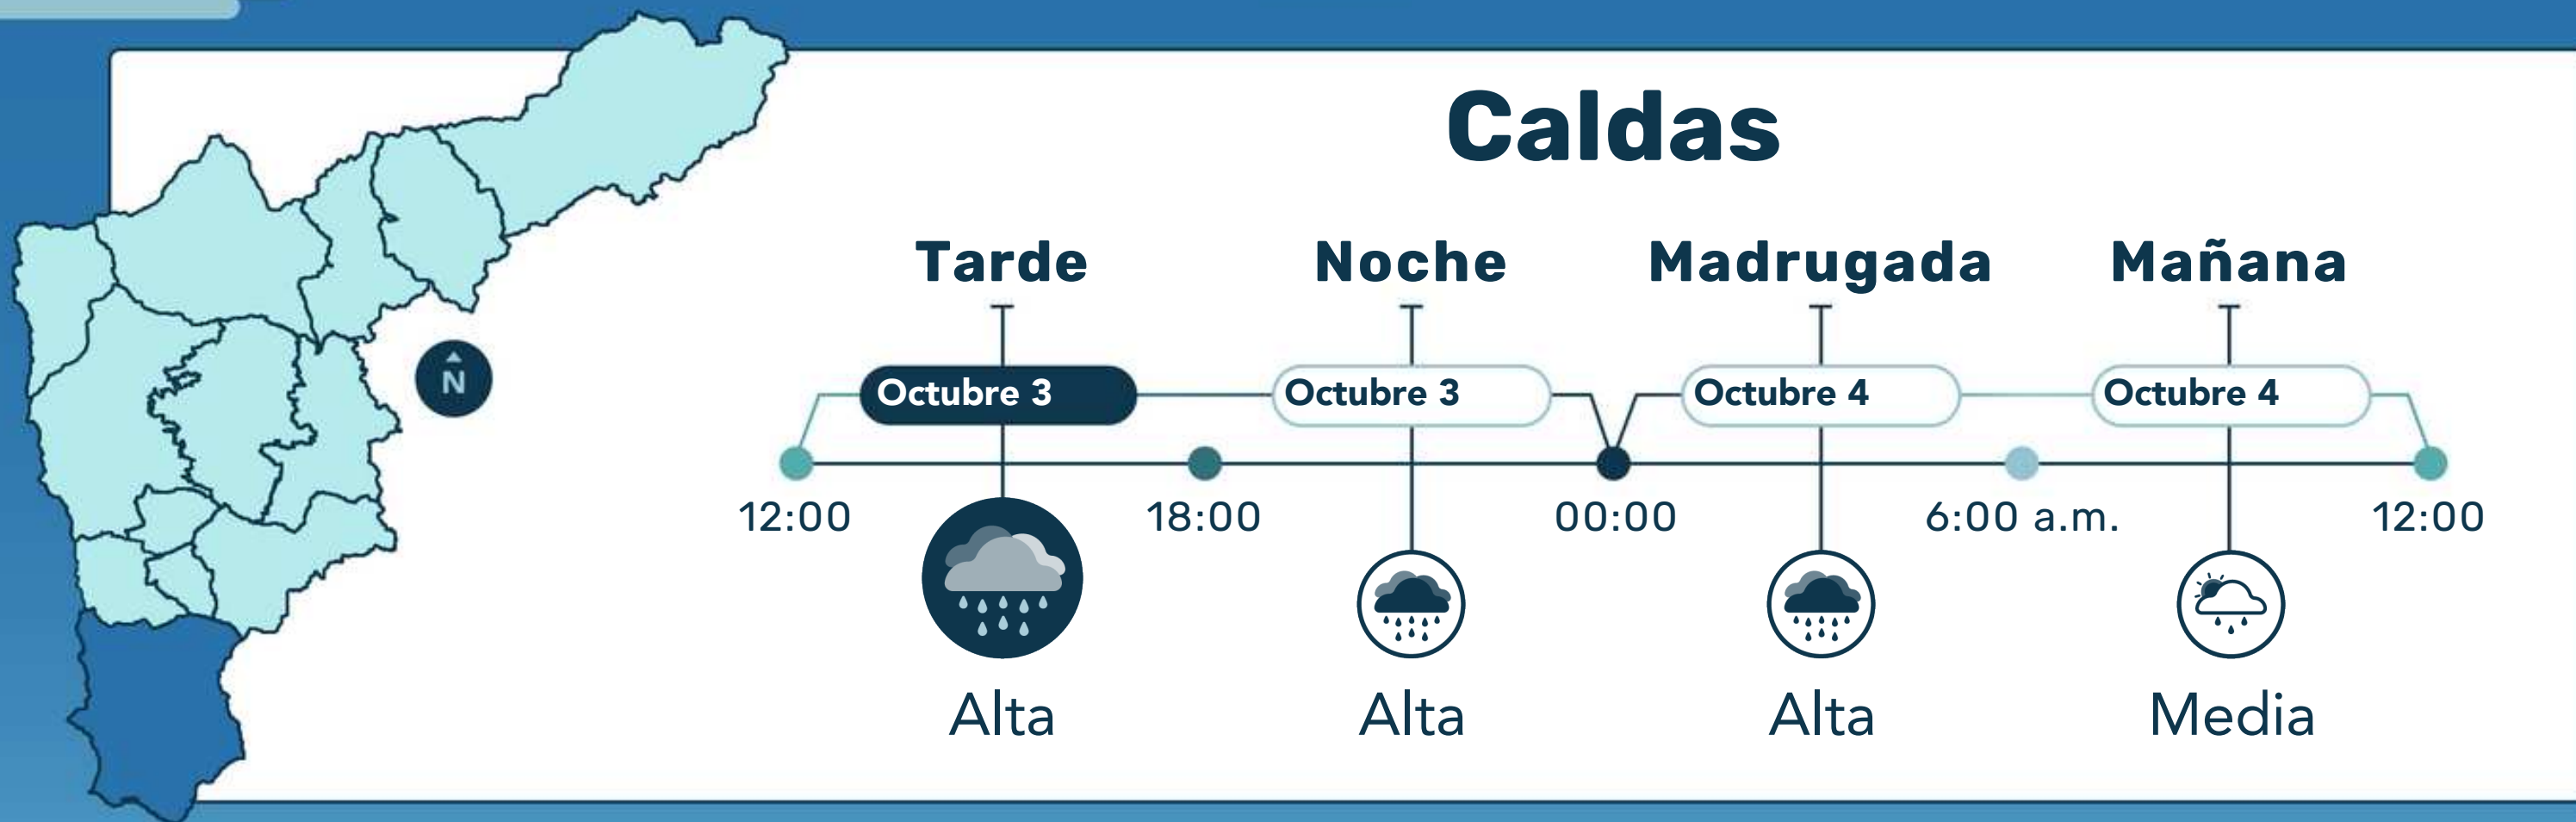 Caldas
Tarde Noche Madrugada Mañana
N
Octubre 3 Octubre 3 Octubre 4 Octubre 4
12:00 18:00 00:00 6:00 a.m. 12:00
Alta Alta Alta Media